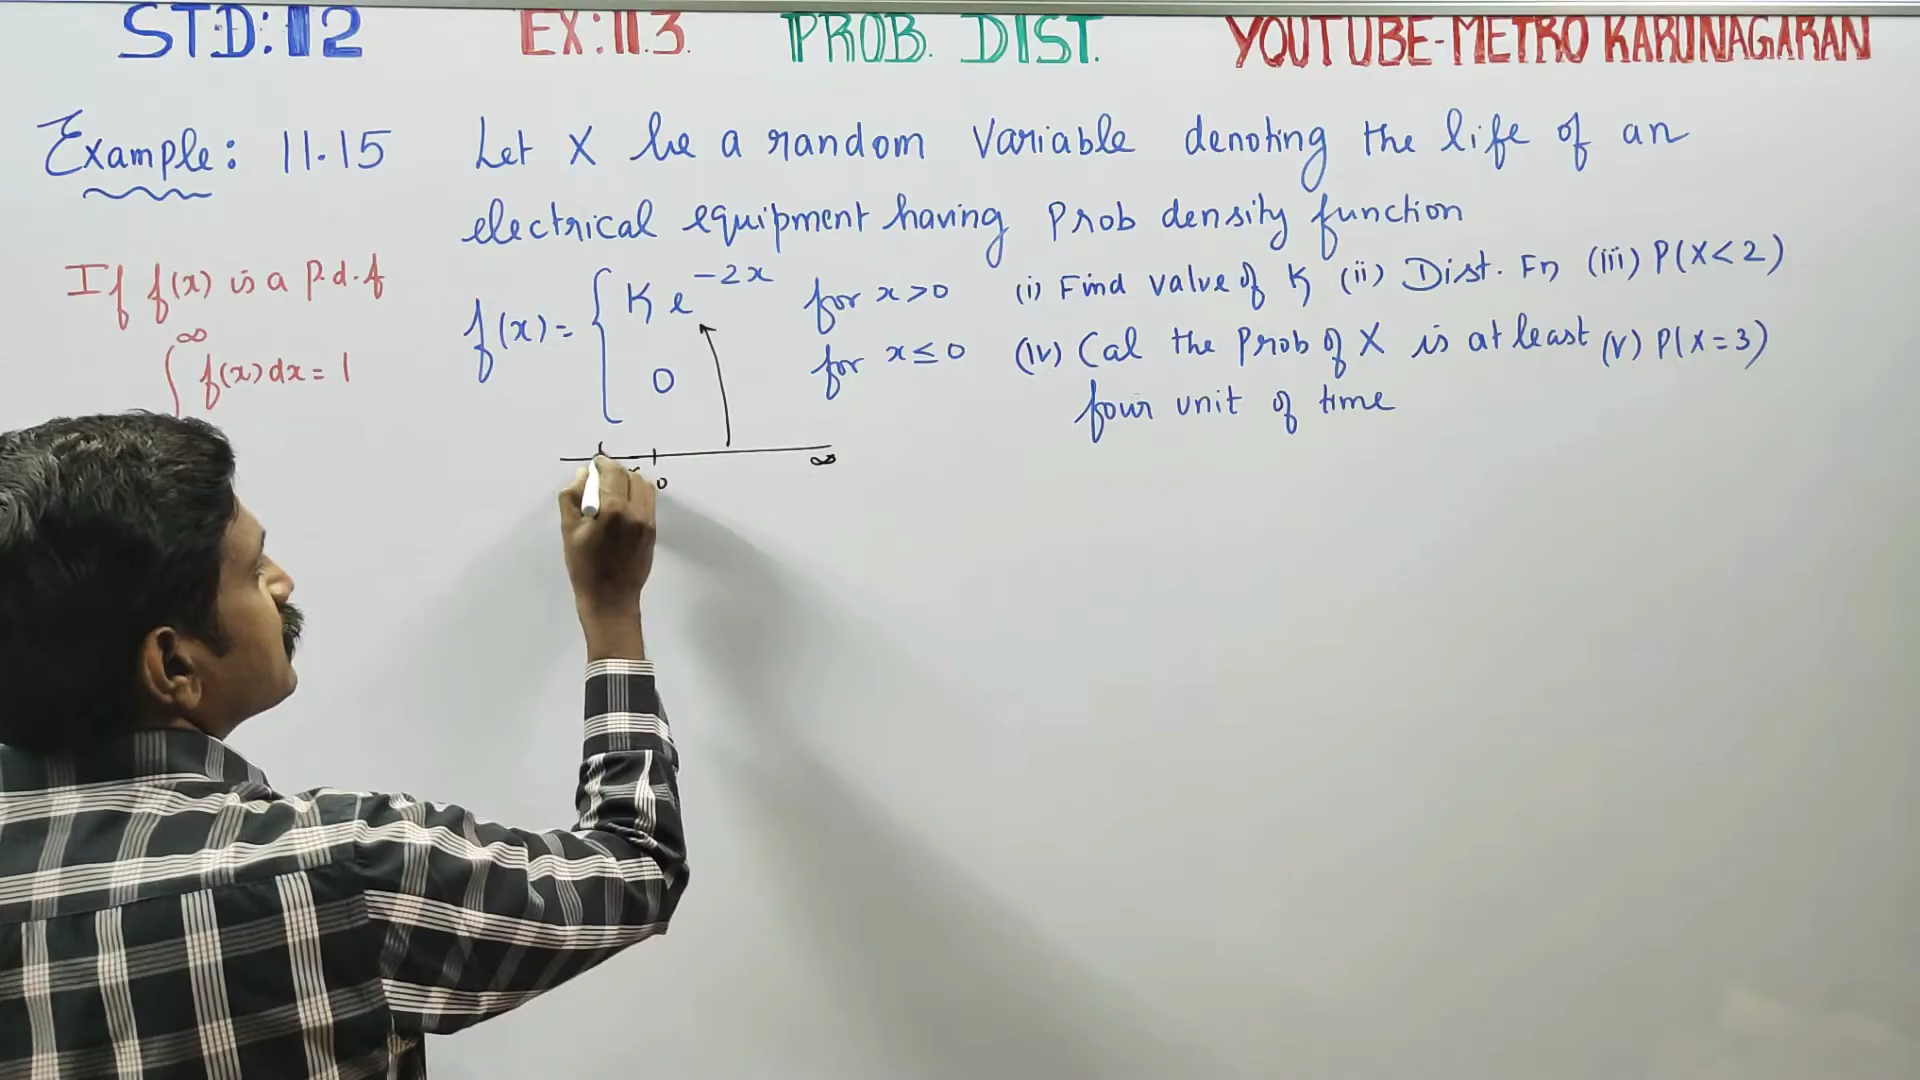 STD: 12 EX: 11.3 PROB. DIST. YOUTUBE-METRO KARUNAGARAN
Example: 11.15 Let X be a random Variable denoting the life of an
electrical equipment having Prob density function
If f(x) is a p.d.f
∫ ∞ f(x)dx = 1
f(x) = { K e^{-2x} for x > 0
0 for x ≤ 0
(i) Find value of K (ii) Dist. Fn (iii) P(X < 2)
(iv) Cal the Prob of X is at least (v) P(X = 3)
four unit of time
0 ∞